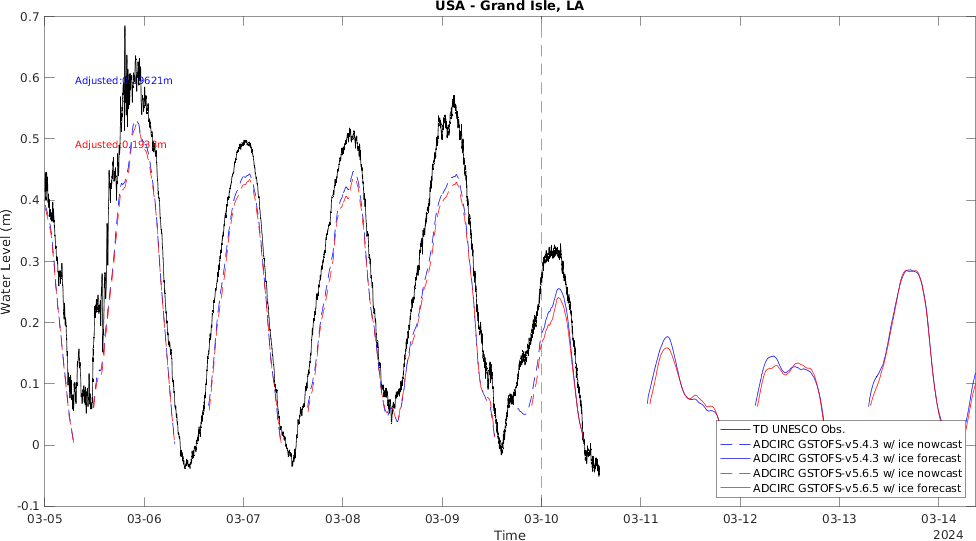 USA - Grand Isle, LA
0.7
0.6
0.5
0.4
0.3
0.2
0.1
0
-0.1
Water Level (m)
Adjusted:
9621m
Adjusted:0.193
m
TD UNESCO Obs.
ADCIRC GSTOFS-v5.4.3 w/ ice nowcast
ADCIRC GSTOFS-v5.4.3 w/ ice forecast
ADCIRC GSTOFS-v5.6.5 w/ ice nowcast
ADCIRC GSTOFS-v5.6.5 w/ ice forecast
03-05 03-06 03-07 03-08 03-09 03-10 03-11 03-12 03-13 03-14
Time
2024